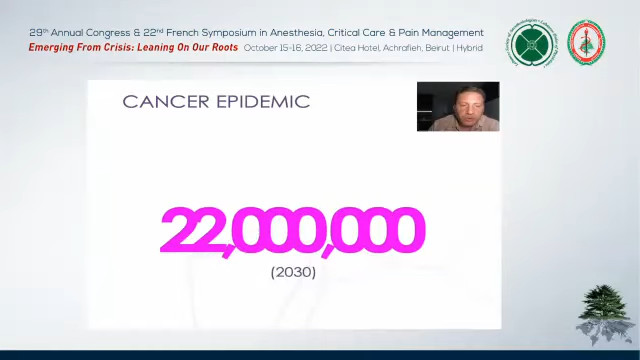 29th Annual Congress & 22nd French Symposium in Anesthesia, Critical Care & Pain Management
Emerging From Crisis: Leaning On Our Roots October 15-16, 2022 | Citea Hotel, Achrafieh, Beirut | Hybrid
CANCER EPIDEMIC
22,000,000
(2030)